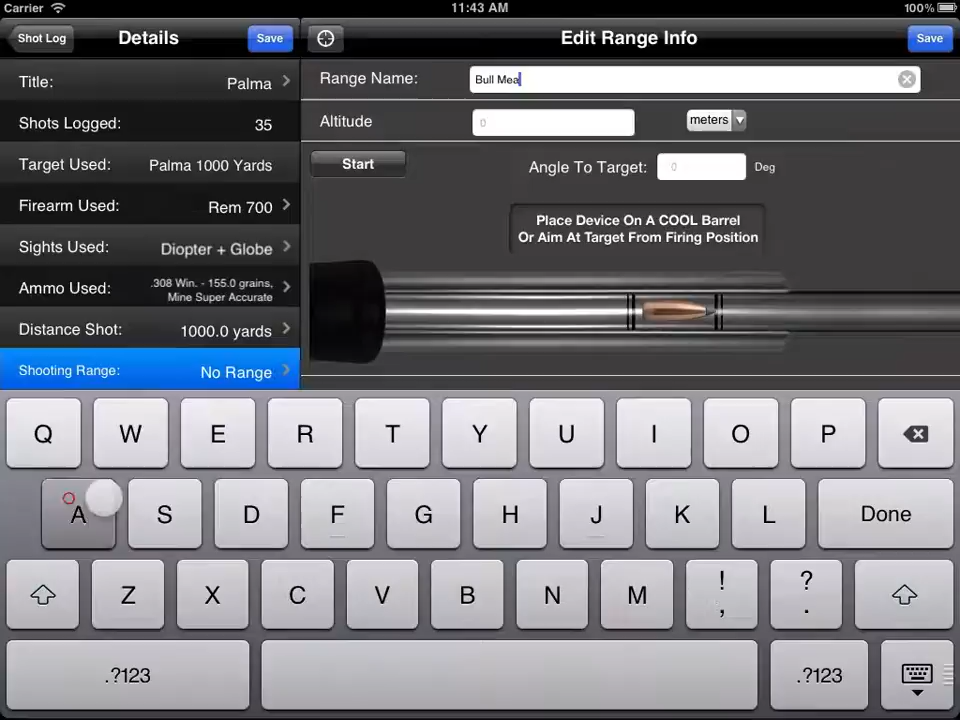 Carrier 11:43 AM 100%
Shot Log Details Save Edit Range Info Save
Title: Palma
Shots Logged: 35
Target Used: Palma 1000 Yards
Firearm Used: Rem 700
Sights Used: Diopter + Globe
Ammo Used: .308 Win. - 155.0 grains,
Mine Super Accurate
Distance Shot: 1000.0 yards
Shooting Range: No Range
Range Name: Bull Mea
Altitude 0 meters
Start Angle To Target: 0 Deg
Place Device On A COOL Barrel
Or Aim At Target From Firing Position
Q W E R T Y U I O P
A S D F G H J K L Done
Z X C V B N M ! , ? .
.?123 .?123